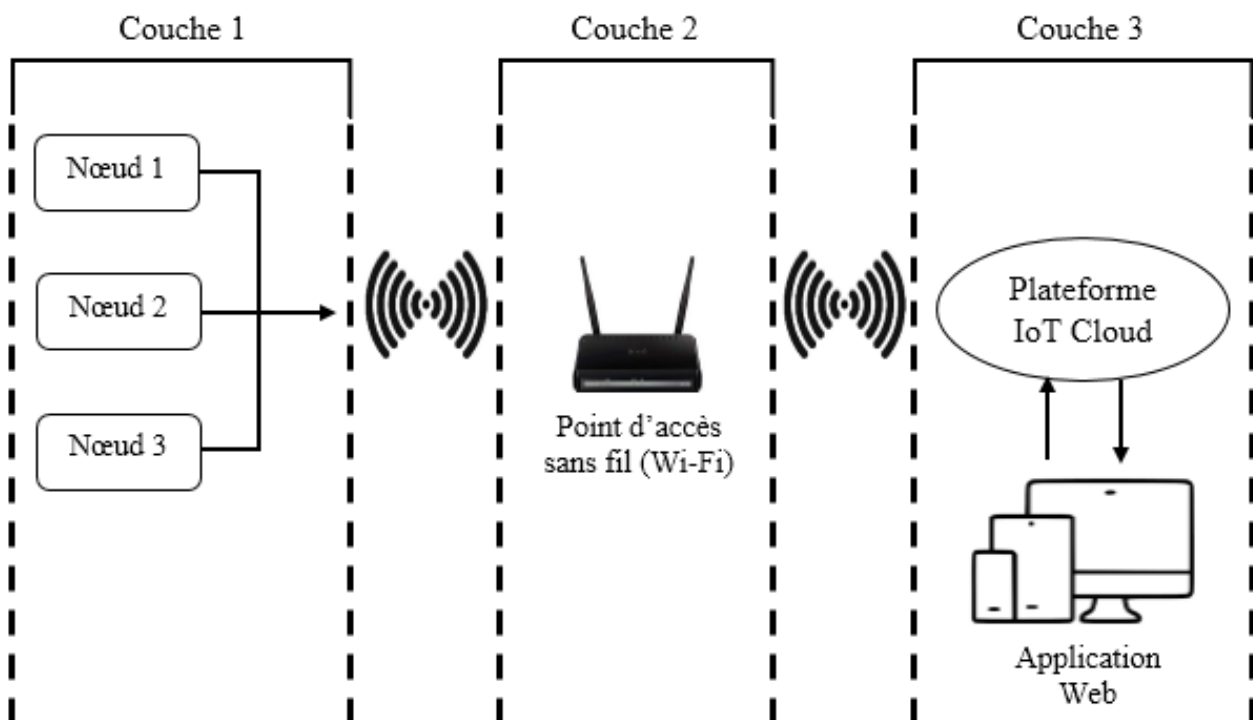 Couche 1
Couche 2
Couche 3
Nœud 1
Nœud 2
Nœud 3
Point d’accès
sans fil (Wi-Fi)
Plateforme
IoT Cloud
Application
Web